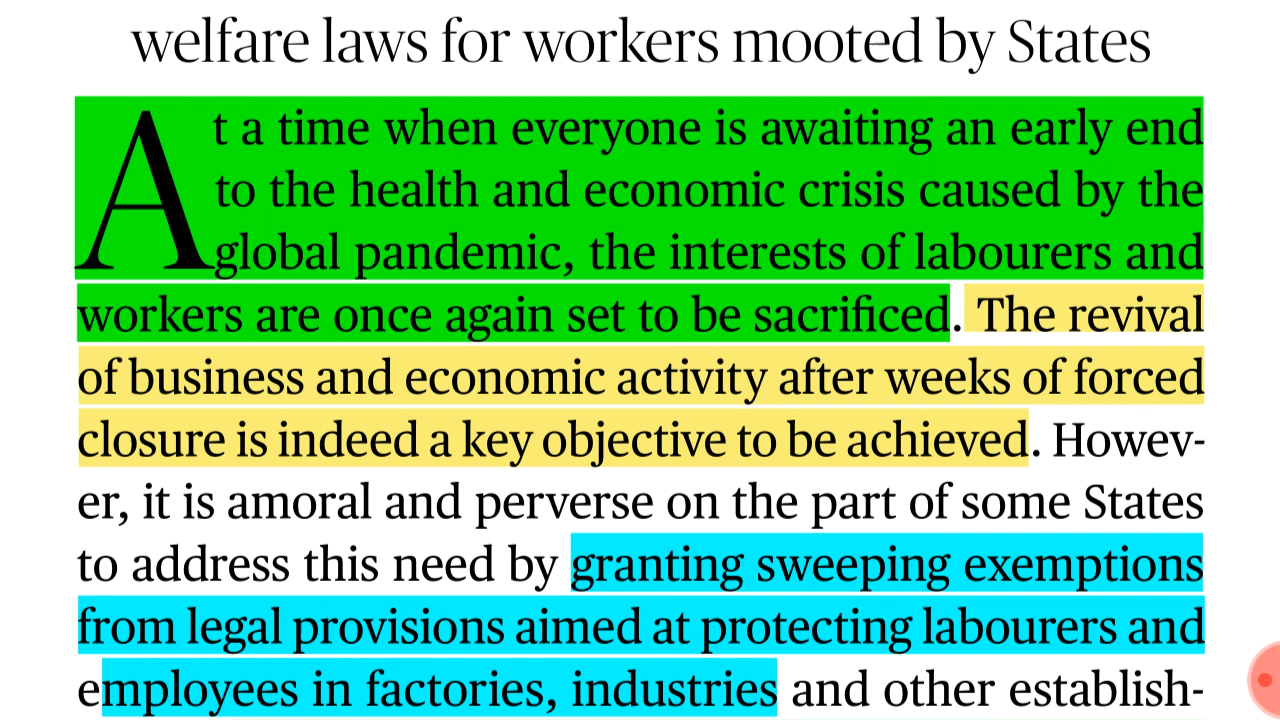 welfare laws for workers mooted by States
At a time when everyone is awaiting an early end
to the health and economic crisis caused by the
global pandemic, the interests of labourers and
workers are once again set to be sacrificed. The revival
of business and economic activity after weeks of forced
closure is indeed a key objective to be achieved. Howev-
er, it is amoral and perverse on the part of some States
to address this need by granting sweeping exemptions
from legal provisions aimed at protecting labourers and
employees in factories, industries and other establish-